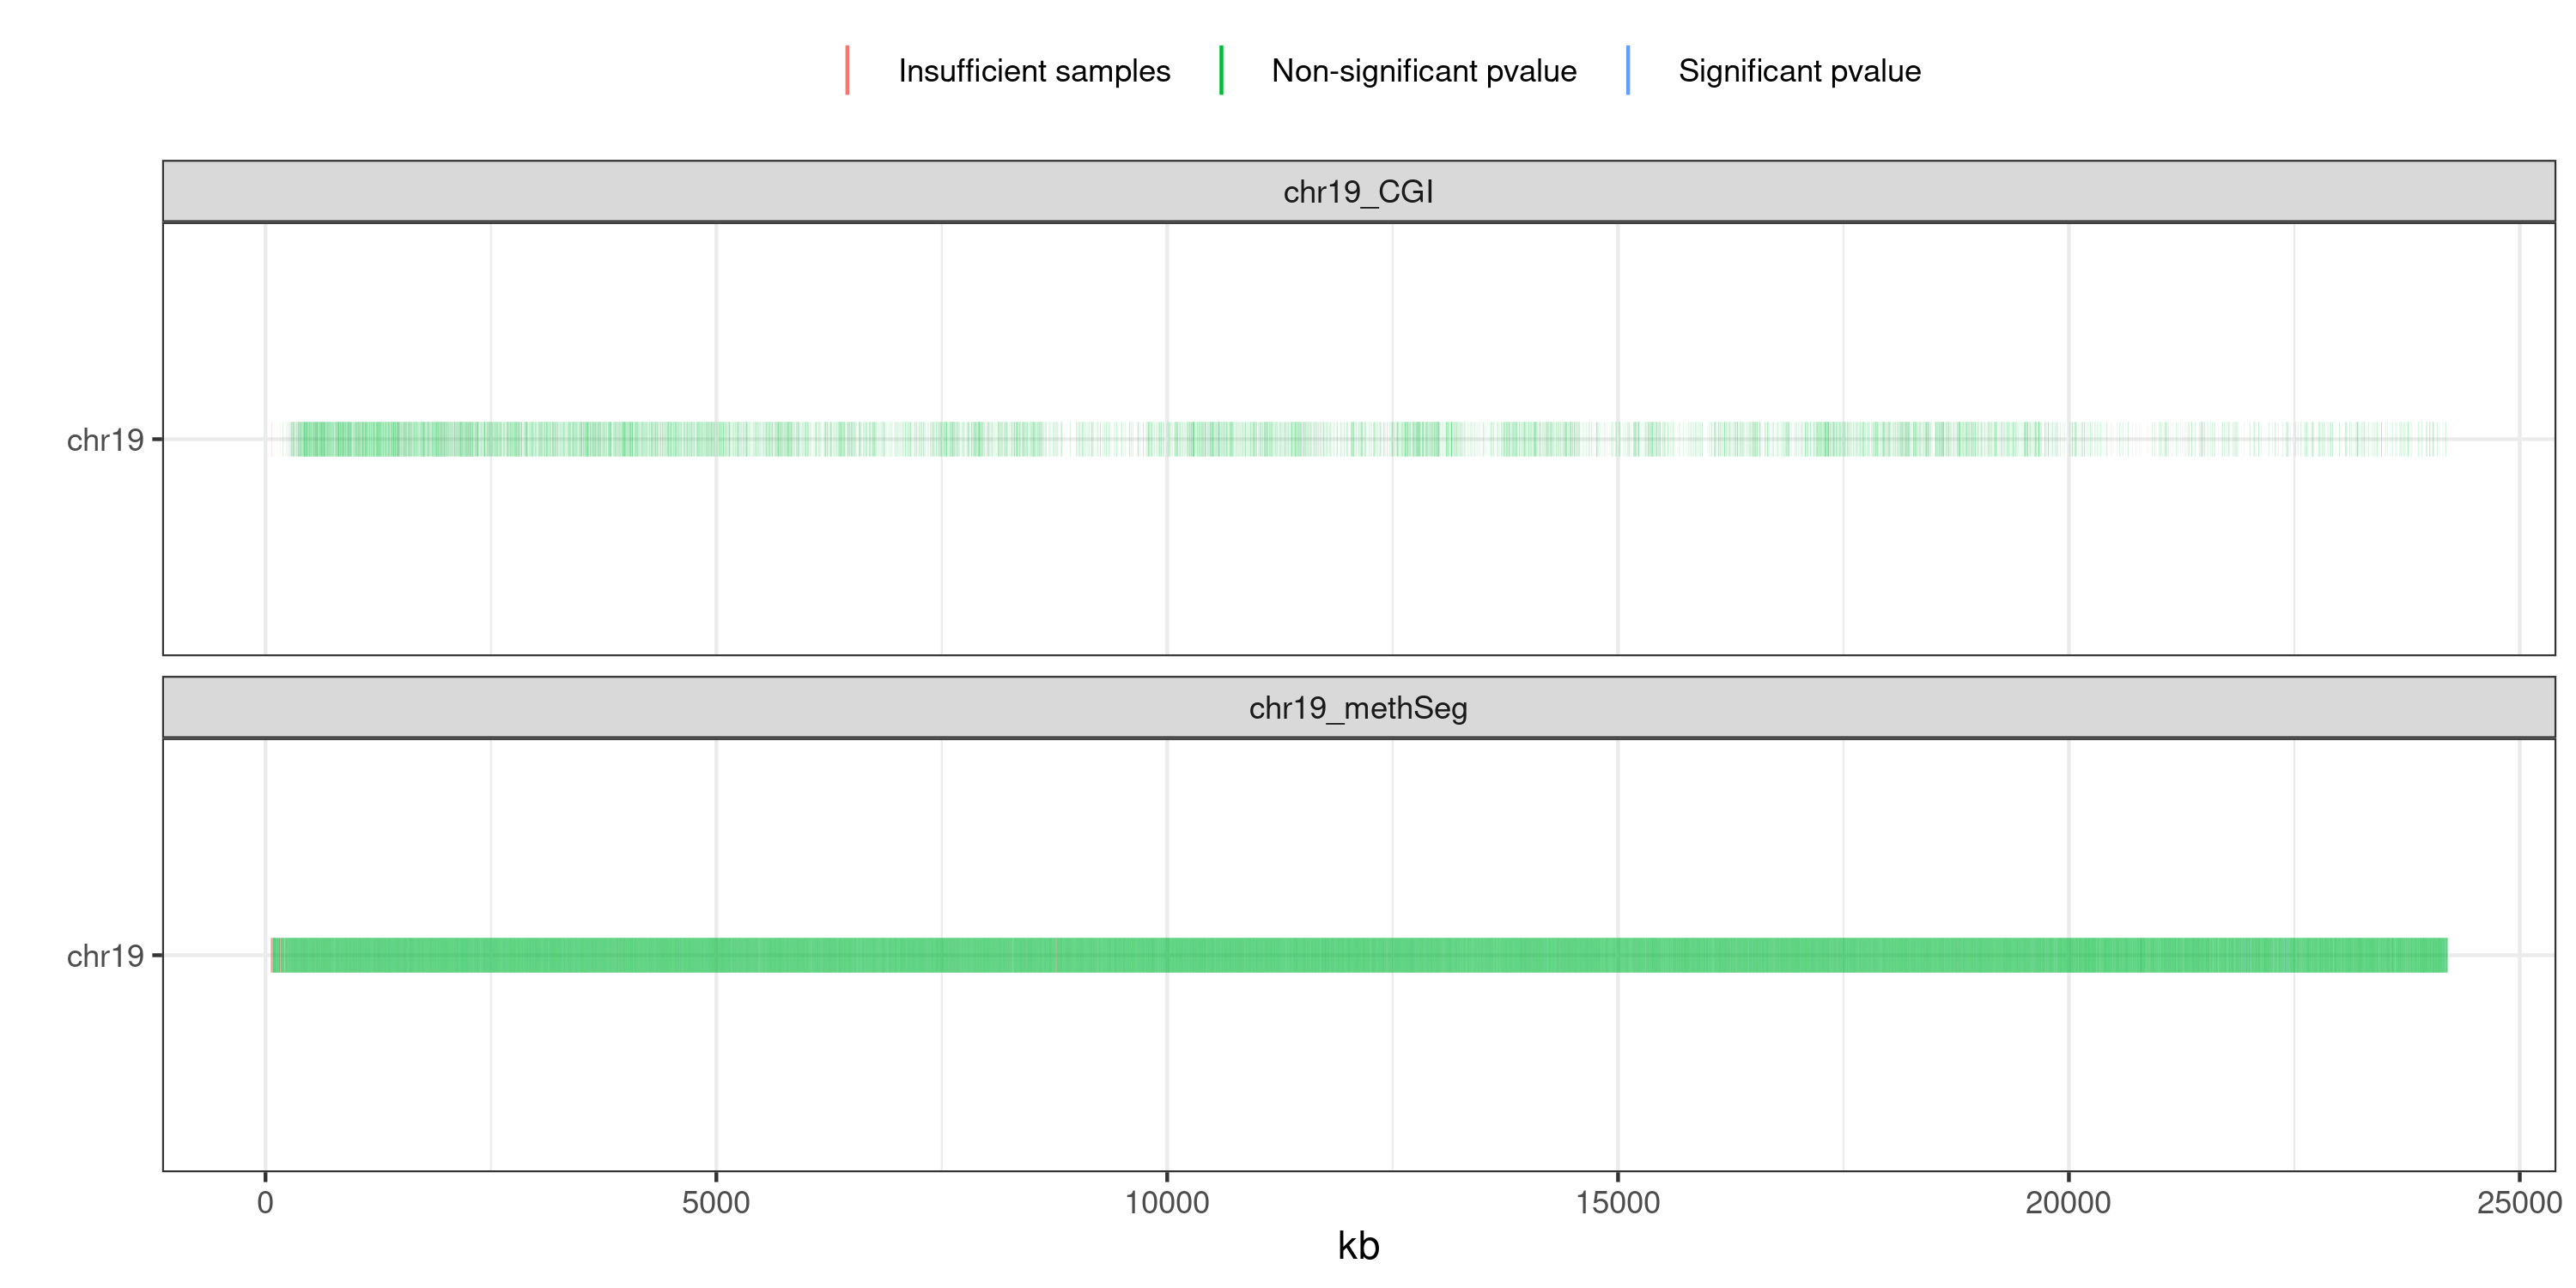 Insufficient samples Non-significant pvalue Significant pvalue
chr19_CGI
chr19
chr19_methSeg
chr19
0 5000 10000 15000 20000 25000
kb